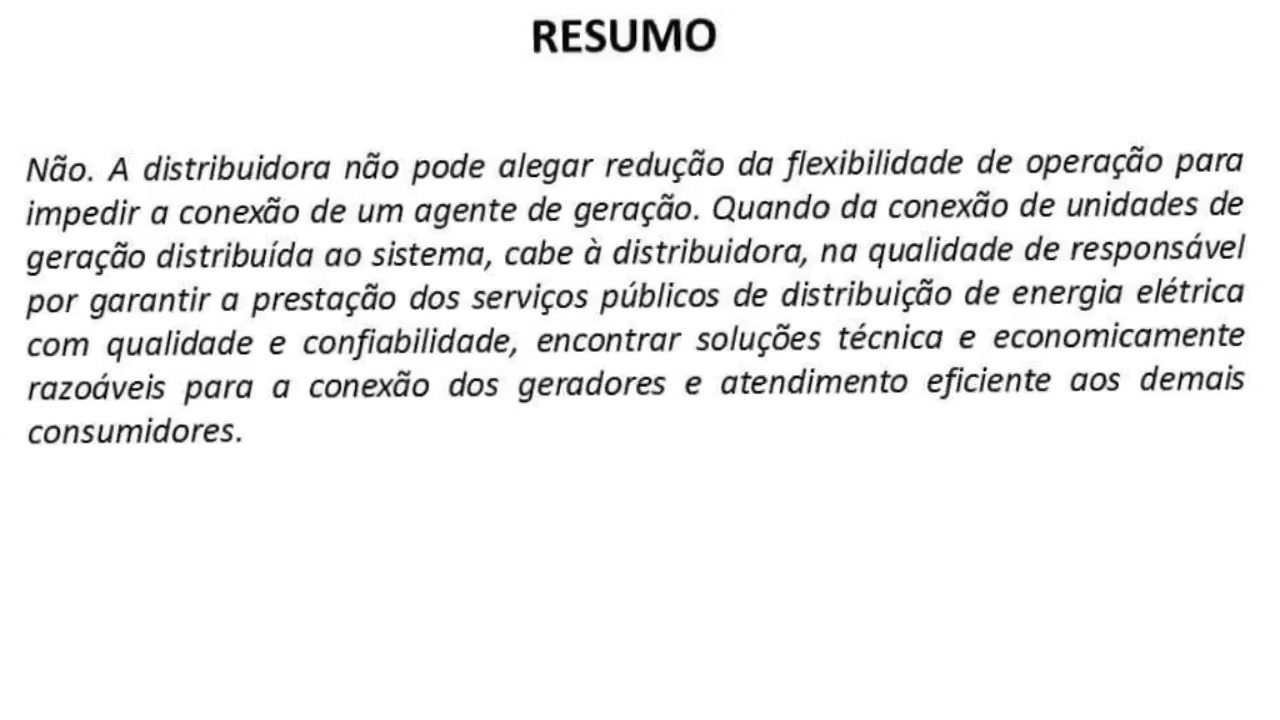 RESUMO
Não. A distribuidora não pode alegar redução da flexibilidade de operação para
impedir a conexão de um agente de geração. Quando da conexão de unidades de
geração distribuída ao sistema, cabe à distribuidora, na qualidade de responsável
por garantir a prestação dos serviços públicos de distribuição de energia elétrica
com qualidade e confiabilidade, encontrar soluções técnica e economicamente
razoáveis para a conexão dos geradores e atendimento eficiente aos demais
consumidores.